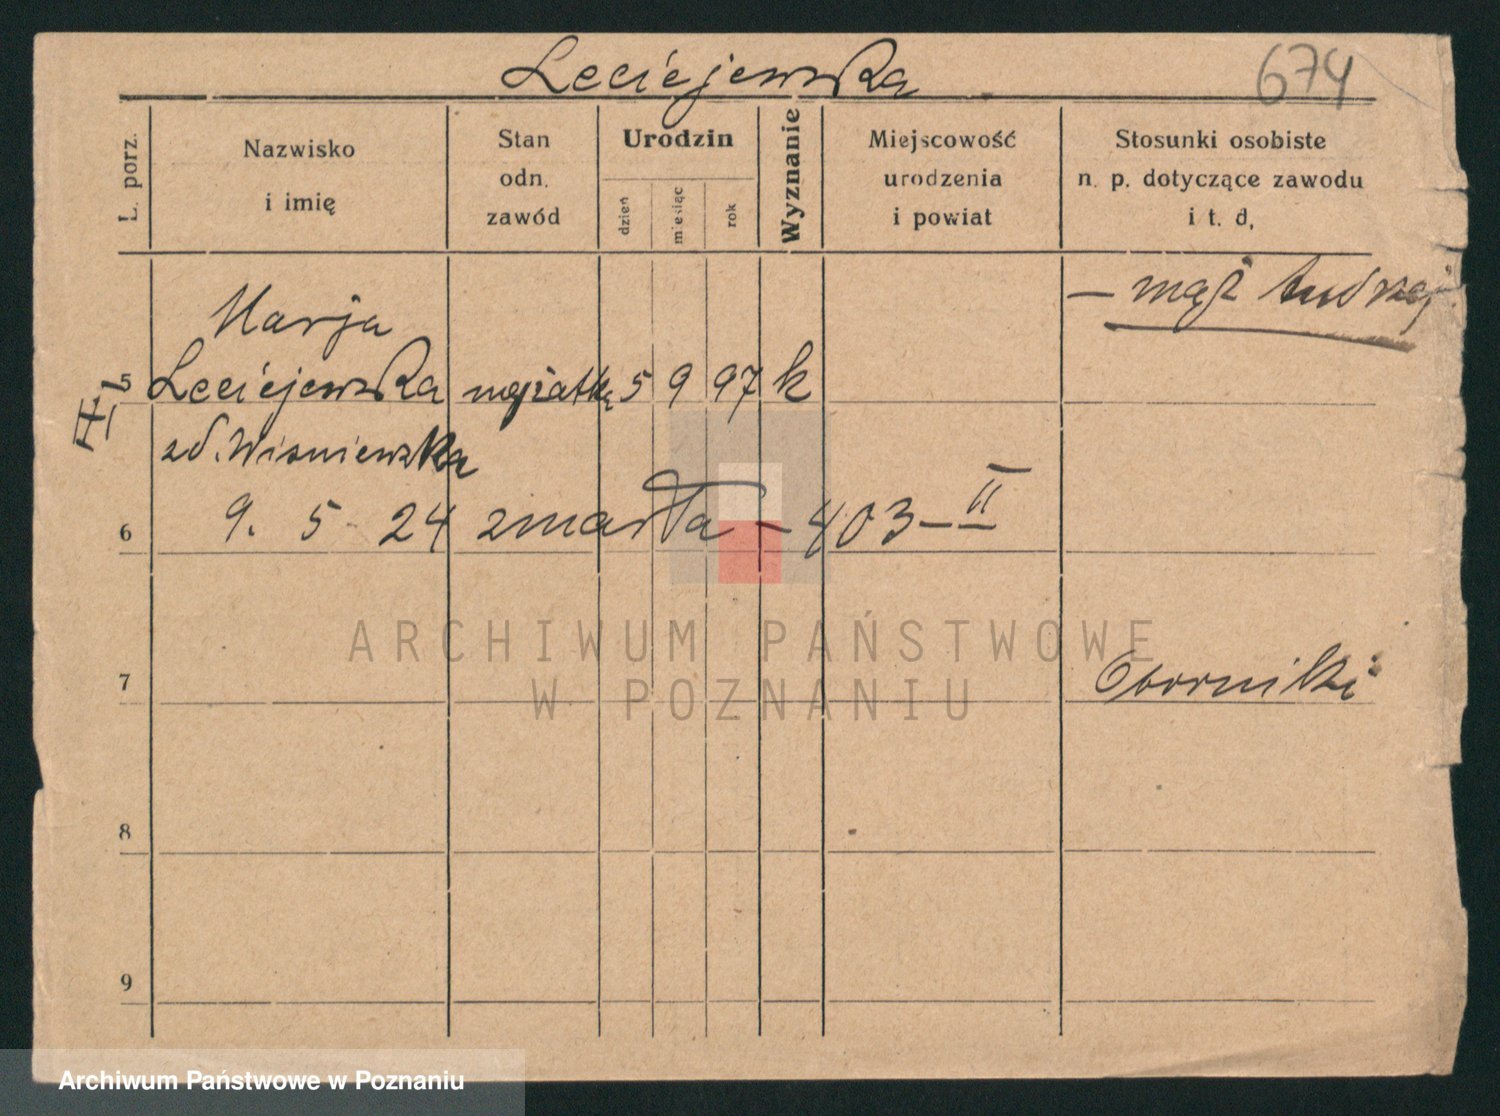 Leciejewska
674
L. porz.
Nazwisko
i imię
Stan
odn.
zawód
Urodzin
dzień
miesiąc
rok
Wyznanie
Miejscowość
urodzenia
i powiat
Stosunki osobiste
n. p. dotyczące zawodu
i t. d,
— mąż Andrzej
Marja
5 Leciejewska mężatka 5 9 97 k
zd. Wiśniewska
6 9. 5 24 zmarła – 403 – II
7 Oborniki
8
9
ARCHIWUM PAŃSTWOWE
W POZNANIU
Archiwum Państwowe w Poznaniu